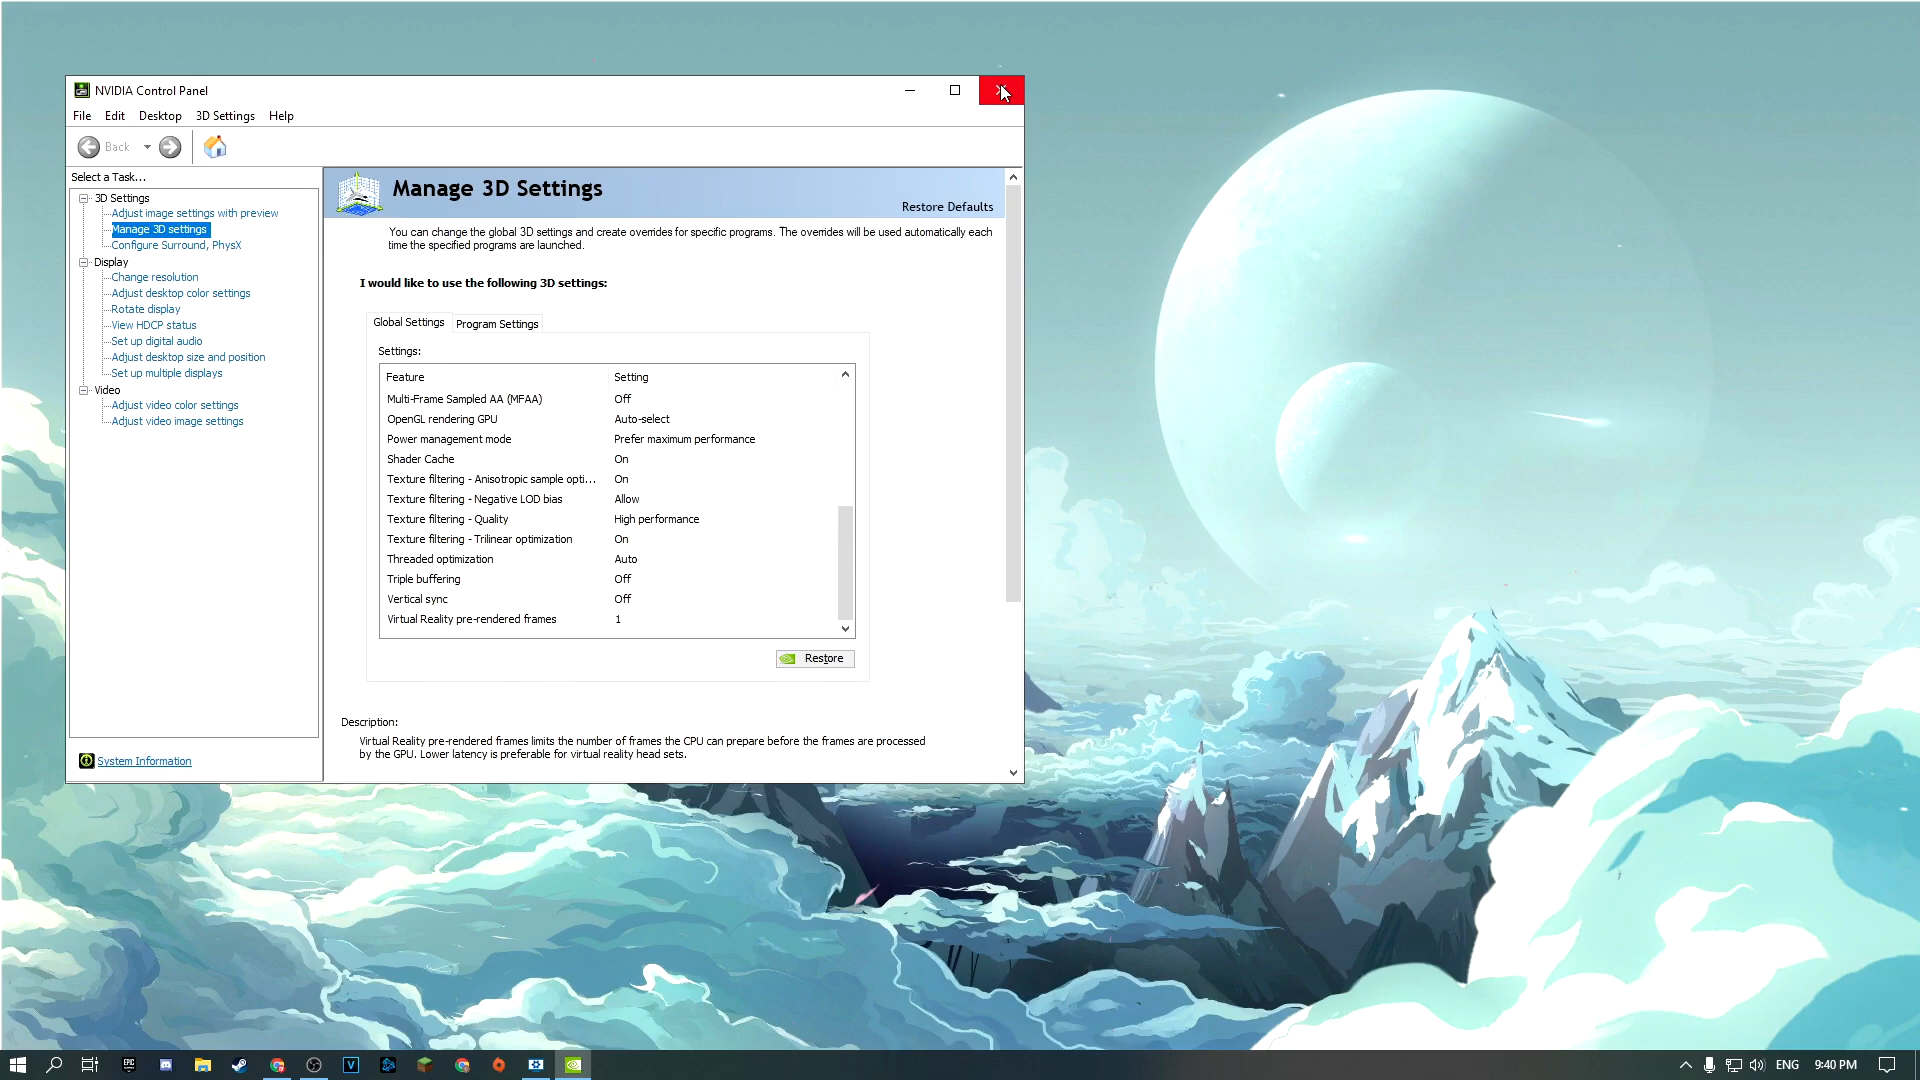 NVIDIA Control Panel
File Edit Desktop 3D Settings Help
Back
Select a Task...
3D Settings
Adjust image settings with preview
Manage 3D settings
Configure Surround, PhysX
Display
Change resolution
Adjust desktop color settings
Rotate display
View HDCP status
Set up digital audio
Adjust desktop size and position
Set up multiple displays
Video
Adjust video color settings
Adjust video image settings
System Information
Manage 3D Settings
Restore Defaults
You can change the global 3D settings and create overrides for specific programs. The overrides will be used automatically each
time the specified programs are launched.
I would like to use the following 3D settings:
Global Settings Program Settings
Settings:
Feature Setting
Multi-Frame Sampled AA (MFAA) Off
OpenGL rendering GPU Auto-select
Power management mode Prefer maximum performance
Shader Cache On
Texture filtering - Anisotropic sample opti... On
Texture filtering - Negative LOD bias Allow
Texture filtering - Quality High performance
Texture filtering - Trilinear optimization On
Threaded optimization Auto
Triple buffering Off
Vertical sync Off
Virtual Reality pre-rendered frames 1
Restore
Description:
Virtual Reality pre-rendered frames limits the number of frames the CPU can prepare before the frames are processed
by the GPU. Lower latency is preferable for virtual reality head sets.
EPIC
V
ENG 9:40 PM